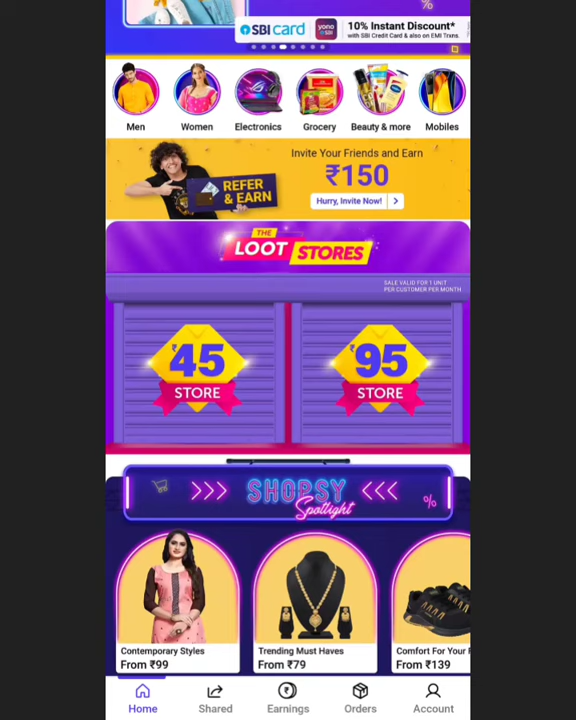 SBI card
yono
SBI
10% Instant Discount*
with SBI Credit Card & also on EMI Trans.
%
Men
Women
Electronics
Grocery
Beauty & more
Mobiles
Invite Your Friends and Earn
₹150
REFER
& EARN
Hurry, Invite Now!
THE
LOOT STORES
SALE VALID FOR 1 UNIT
PER CUSTOMER PER MONTH
₹45
STORE
₹95
STORE
SHOPSY
Spotlight
%
Contemporary Styles
From ₹99
Trending Must Haves
From ₹79
Comfort For Your F
From ₹139
Home
Shared
Earnings
Orders
Account